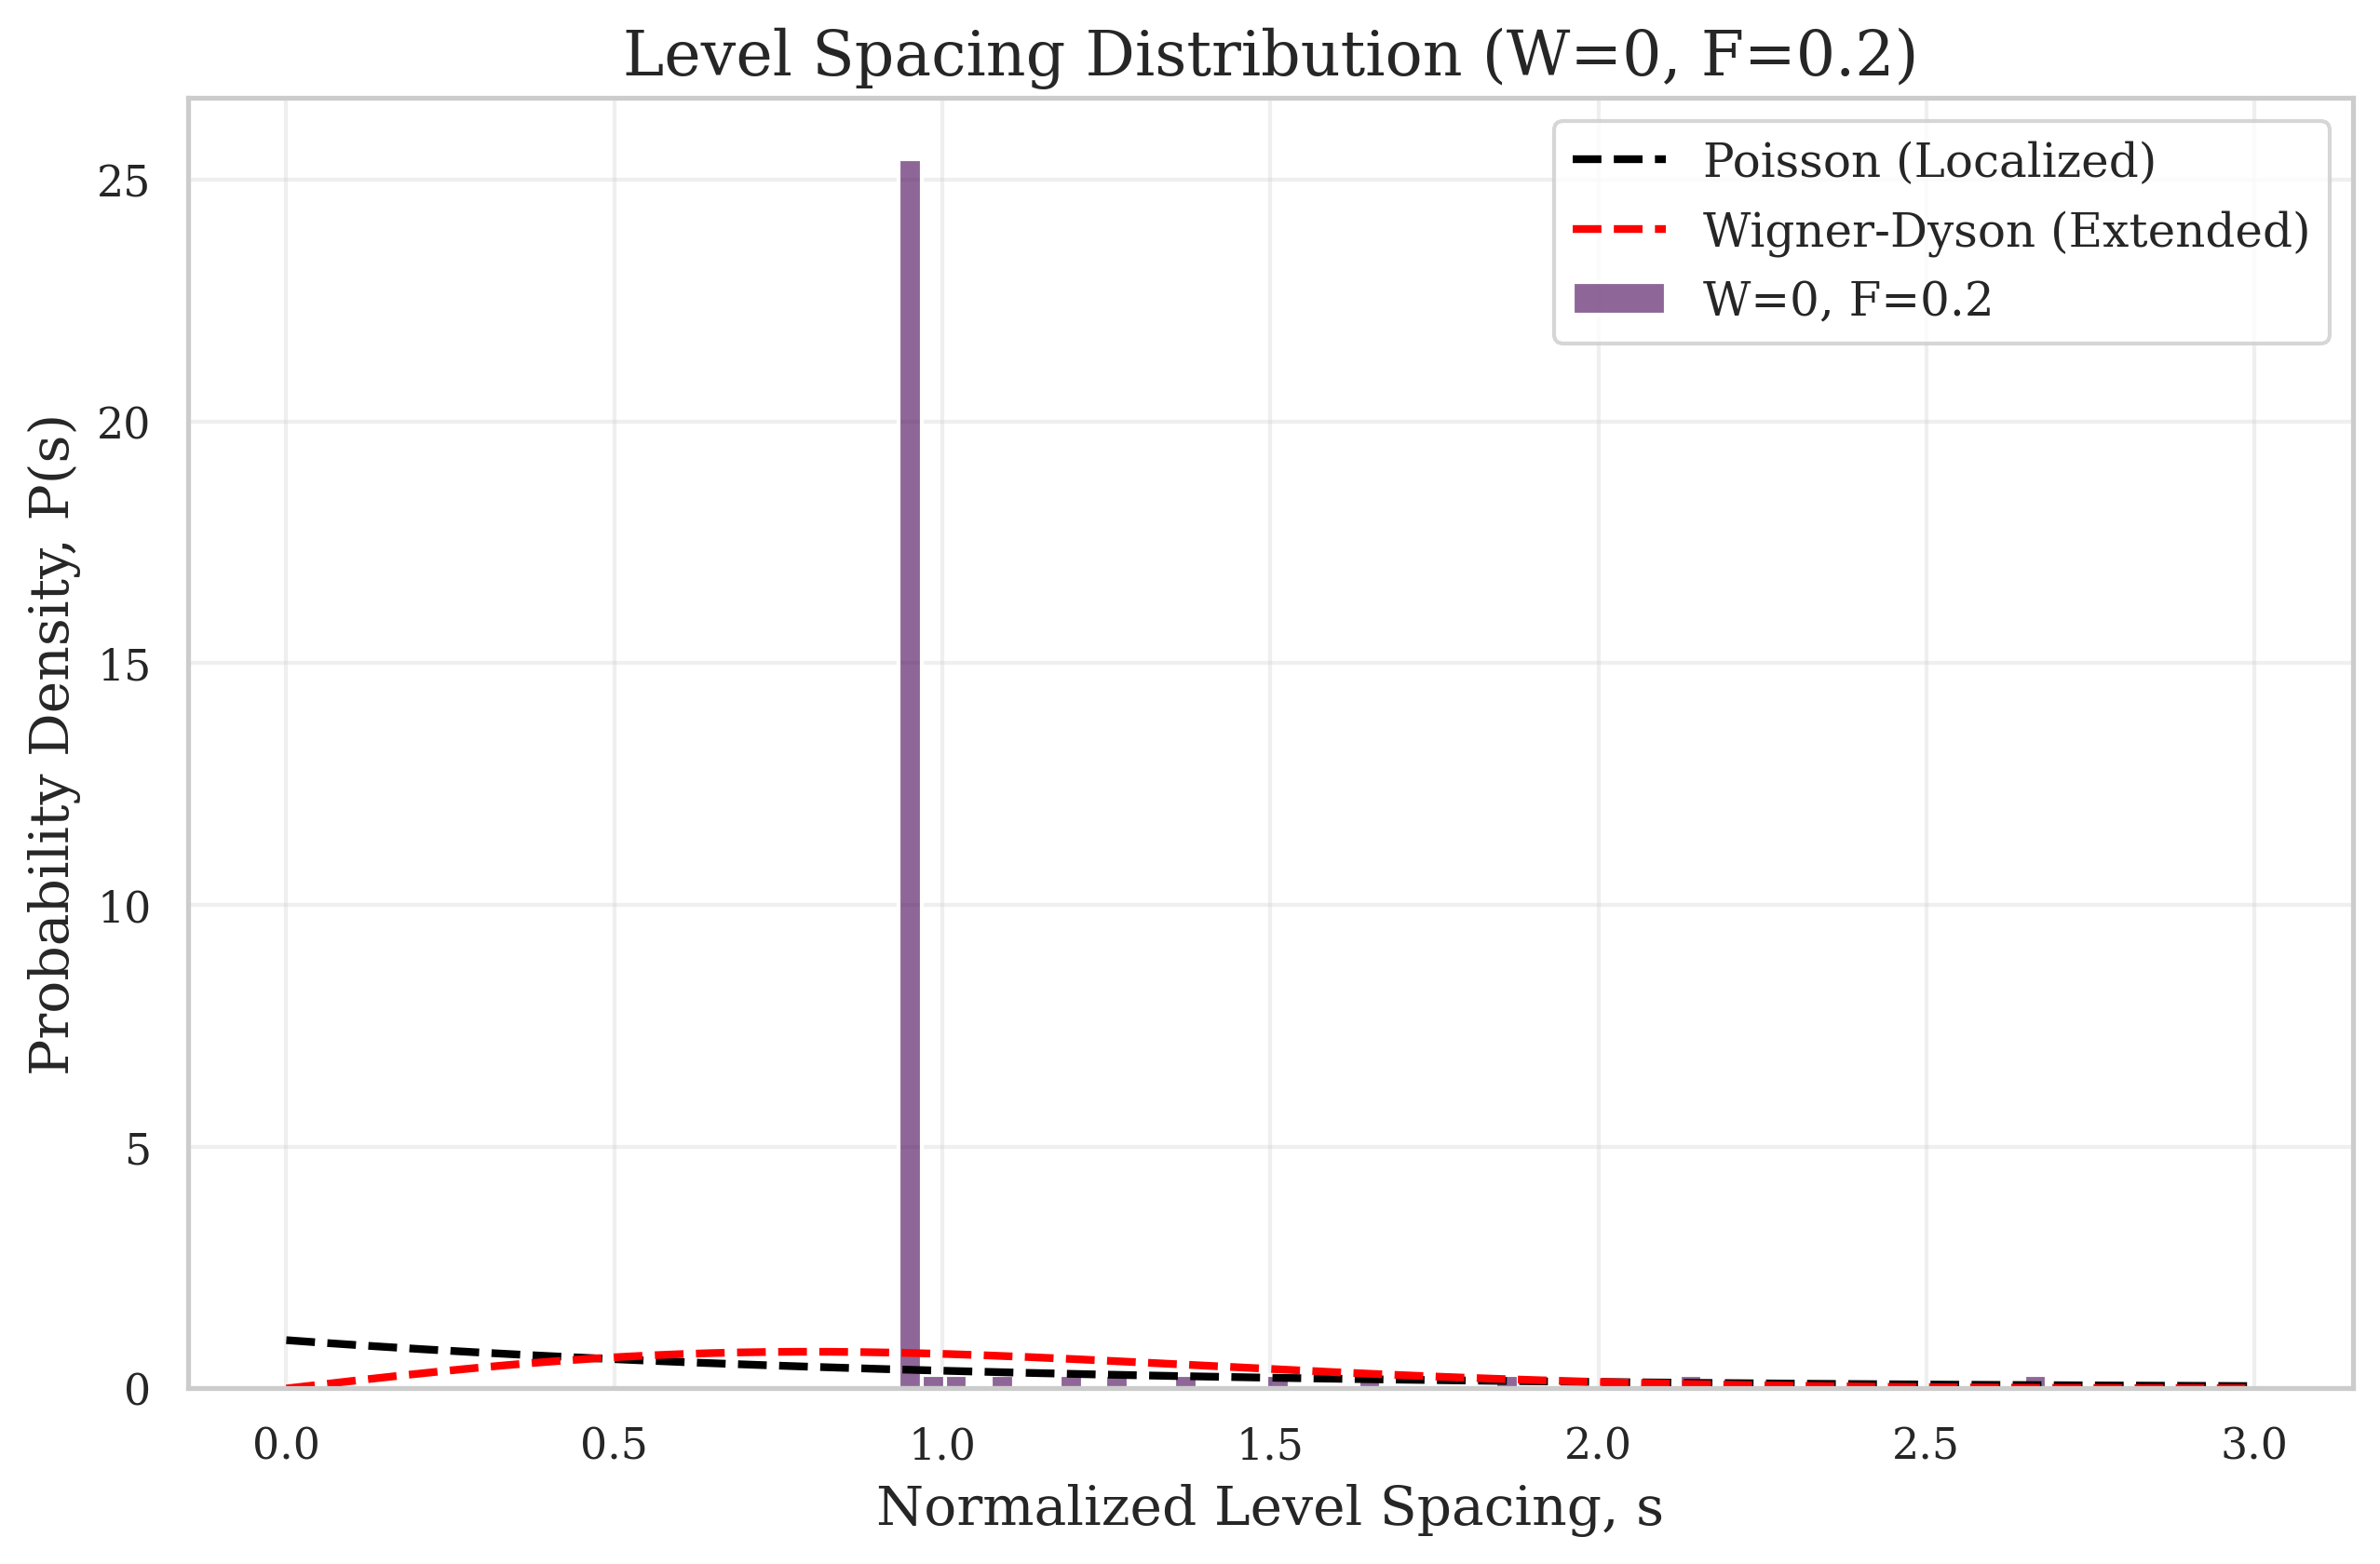 Level Spacing Distribution (W=0, F=0.2)
Poisson (Localized)
Wigner-Dyson (Extended)
W=0, F=0.2
Probability Density, P(s)
25
20
15
10
5
0
0.0 0.5 1.0 1.5 2.0 2.5 3.0
Normalized Level Spacing, s